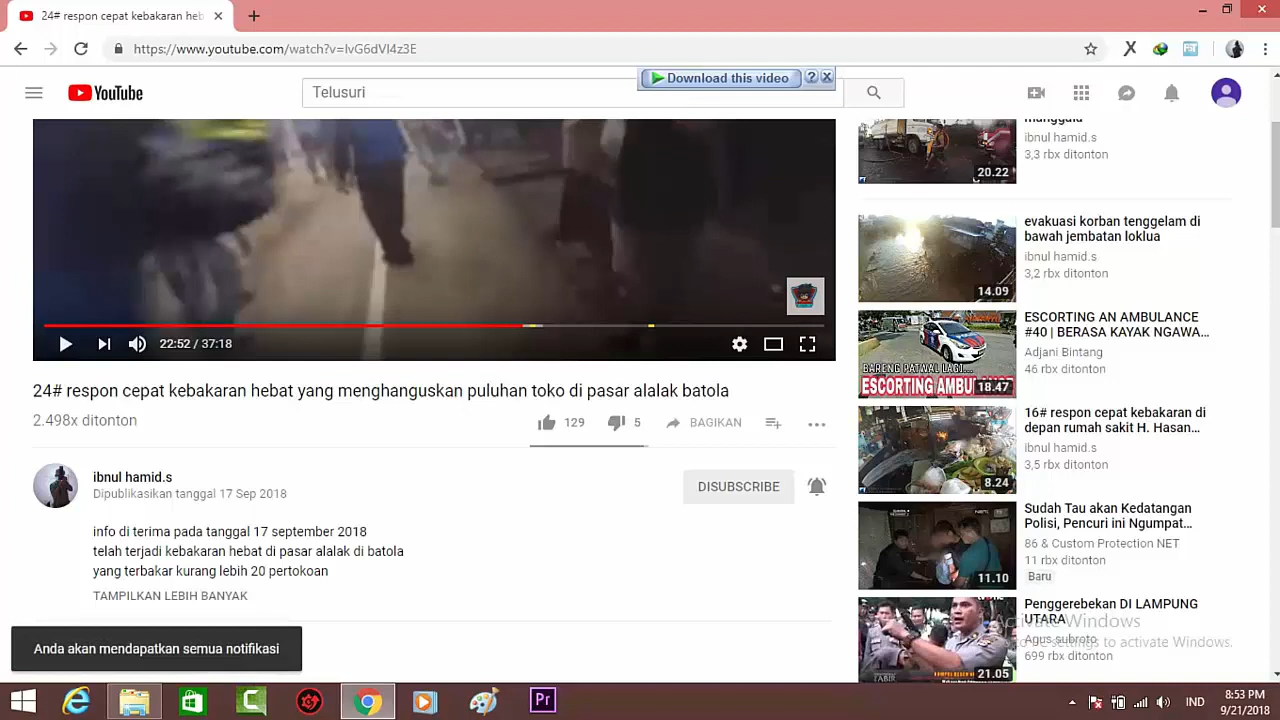 24# respon cepat kebakaran heb
https://www.youtube.com/watch?v=lvG6dVl4z3E
Download this video
YouTube
Telusuri
22:52 / 37:18
24# respon cepat kebakaran hebat yang menghanguskan puluhan toko di pasar alalak batola
2.498x ditonton
129
5
BAGIKAN
ibnul hamid.s
Dipublikasikan tanggal 17 Sep 2018
DISUBSCRIBE
info di terima pada tanggal 17 september 2018
telah terjadi kebakaran hebat di pasar alalak di batola
yang terbakar kurang lebih 20 pertokoan
TAMPILKAN LEBIH BANYAK
Anda akan mendapatkan semua notifikasi
manggala
ibnul hamid.s
3,3 rbx ditonton
20.22
evakuasi korban tenggelam di
bawah jembatan loklua
ibnul hamid.s
3,2 rbx ditonton
14.09
ESCORTING AN AMBULANCE
#40 | BERASA KAYAK NGAWA...
Adjani Bintang
46 rbx ditonton
BARENG PATWAL LAGI...
ESCORTING AMBU
18.47
16# respon cepat kebakaran di
depan rumah sakit H. Hasan...
ibnul hamid.s
3,5 rbx ditonton
8.24
Sudah Tau akan Kedatangan
Polisi, Pencuri ini Ngumpat...
86 & Custom Protection NET
11 rbx ditonton
Baru
11.10
Penggerebekan DI LAMPUNG
UTARA
Agus subroto
699 rbx ditonton
21.05
Activate Windows
to PC settings to activate Windows.
Pr
IND
8:53 PM
9/21/2018